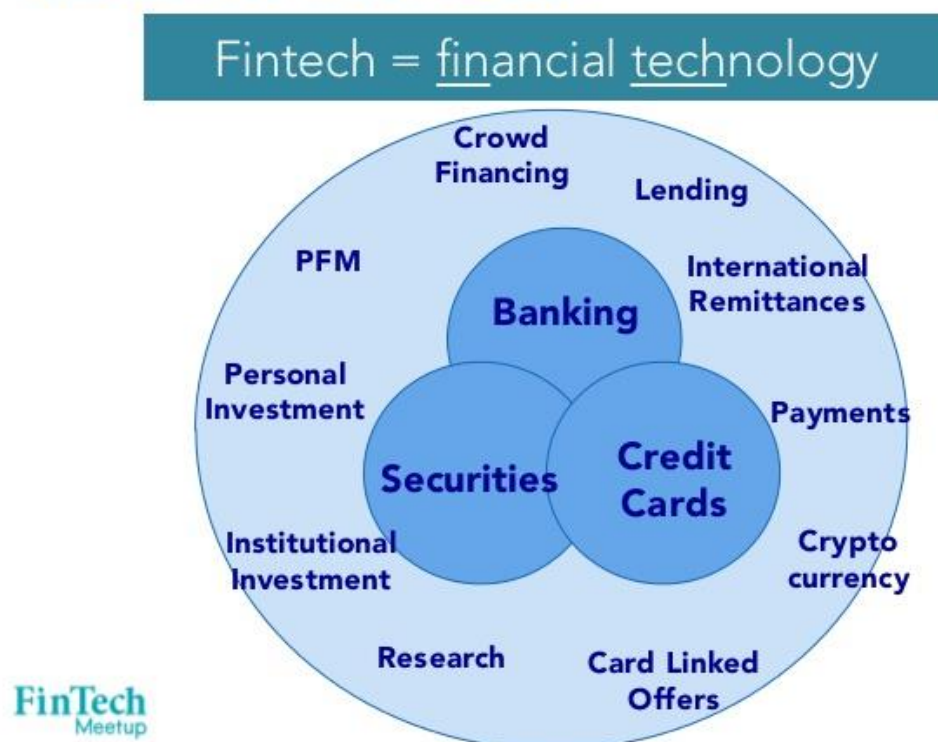 Fintech = financial technology
Crowd
Financing
Lending
PFM
International
Remittances
Banking
Personal
Investment
Payments
Securities
Credit
Cards
Institutional
Investment
Crypto
currency
Research
Card Linked
Offers
FinTech
Meetup